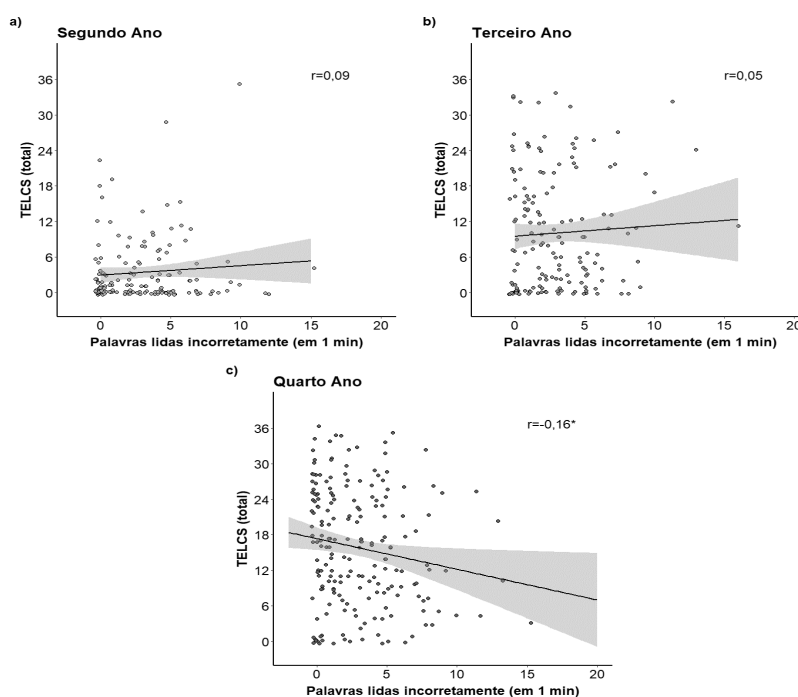 a)
Segundo Ano
r=0,09
TELCS (total)
36
30
24
18
12
6
0
0 5 10 15 20
Palavras lidas incorretamente (em 1 min)
b)
Terceiro Ano
r=0,05
TELCS (total)
36
30
24
18
12
6
0
0 5 10 15 20
Palavras lidas incorretamente (em 1 min)
c)
Quarto Ano
r=-0,16*
TELCS (total)
36
30
24
18
12
6
0
0 5 10 15 20
Palavras lidas incorretamente (em 1 min)